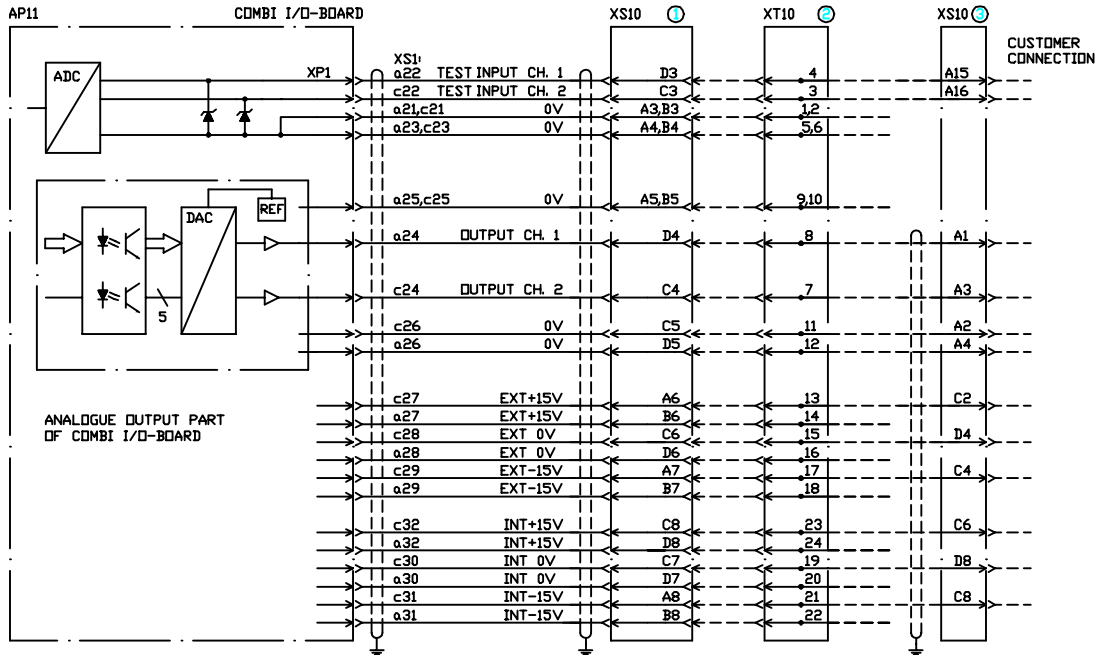 AP11 COMBI I/O-BOARD XS10 1 XT10 2 XS10 3
CUSTOMER
CONNECTION
XS1:
ADC XP1 a22 TEST INPUT CH. 1 D3 4 A15
c22 TEST INPUT CH. 2 C3 3 A16
a21,c21 0V A3,B3 1,2
a23,c23 0V A4,B4 5,6
a25,c25 0V A5,B5 9,10
DAC REF
a24 OUTPUT CH. 1 D4 8 A1
c24 OUTPUT CH. 2 C4 7 A3
5
c26 0V C5 11 A2
a26 0V D5 12 A4
ANALOGUE OUTPUT PART
OF COMBI I/O-BOARD
c27 EXT+15V A6 13 C2
a27 EXT+15V B6 14
c28 EXT 0V C6 15 D4
a28 EXT 0V D6 16
c29 EXT-15V A7 17 C4
a29 EXT-15V B7 18
c32 INT+15V C8 23 C6
a32 INT+15V D8 24
c30 INT 0V C7 19 D8
a30 INT 0V D7 20
c31 INT-15V A8 21 C8
a31 INT-15V B8 22